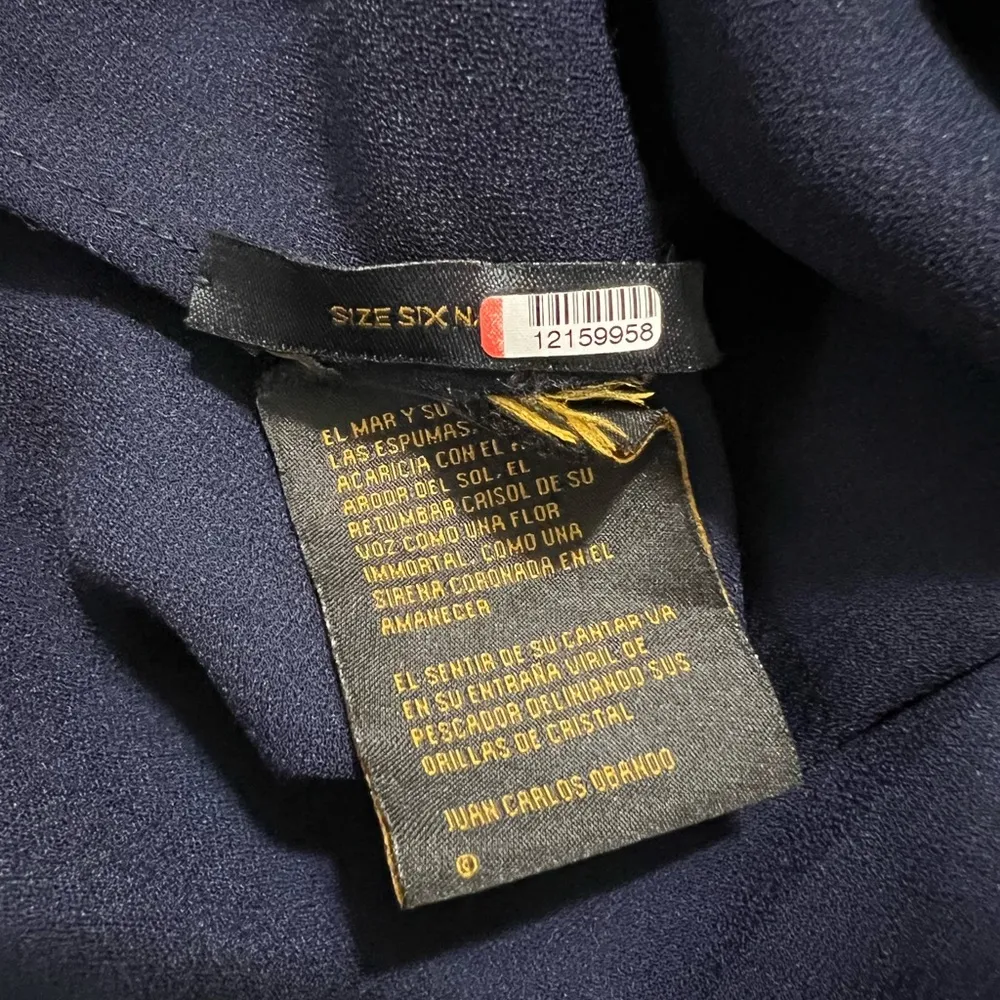 SIZE SIX
12159958
EL MAR Y SU
LAS ESPUMAS,
ACARICIA CON EL
ARDOR DEL SOL, EL
RETUMBAR CRISOL DE SU
VOZ COMO UNA FLOR
IMMORTAL, COMO UNA
SIRENA CORONADA EN EL
AMANECER
EL SENTIR DE SU CANTAR VA
EN SU ENTRAÑA VIRIL DE
PESCADOR DELINIANDO SUS
ORILLAS DE CRISTAL
JUAN CARLOS OBANDO
©